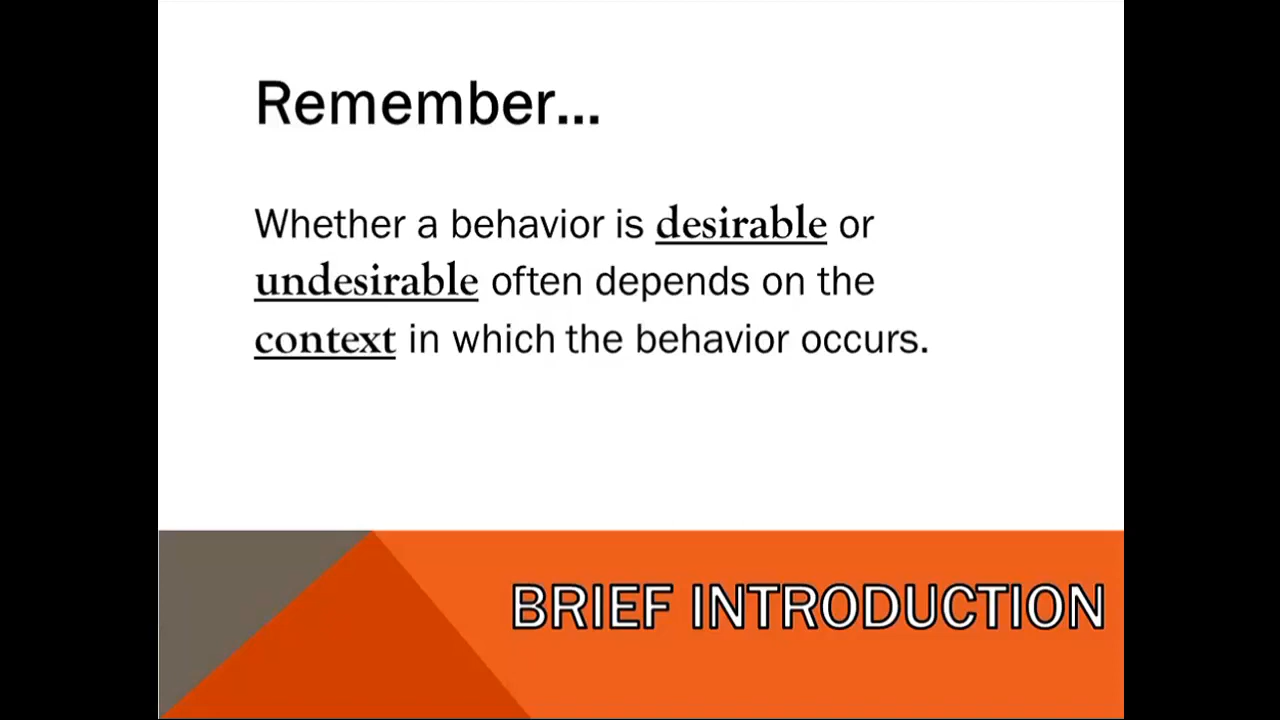 Remember...
Whether a behavior is desirable or
undesirable often depends on the
context in which the behavior occurs.
BRIEF INTRODUCTION